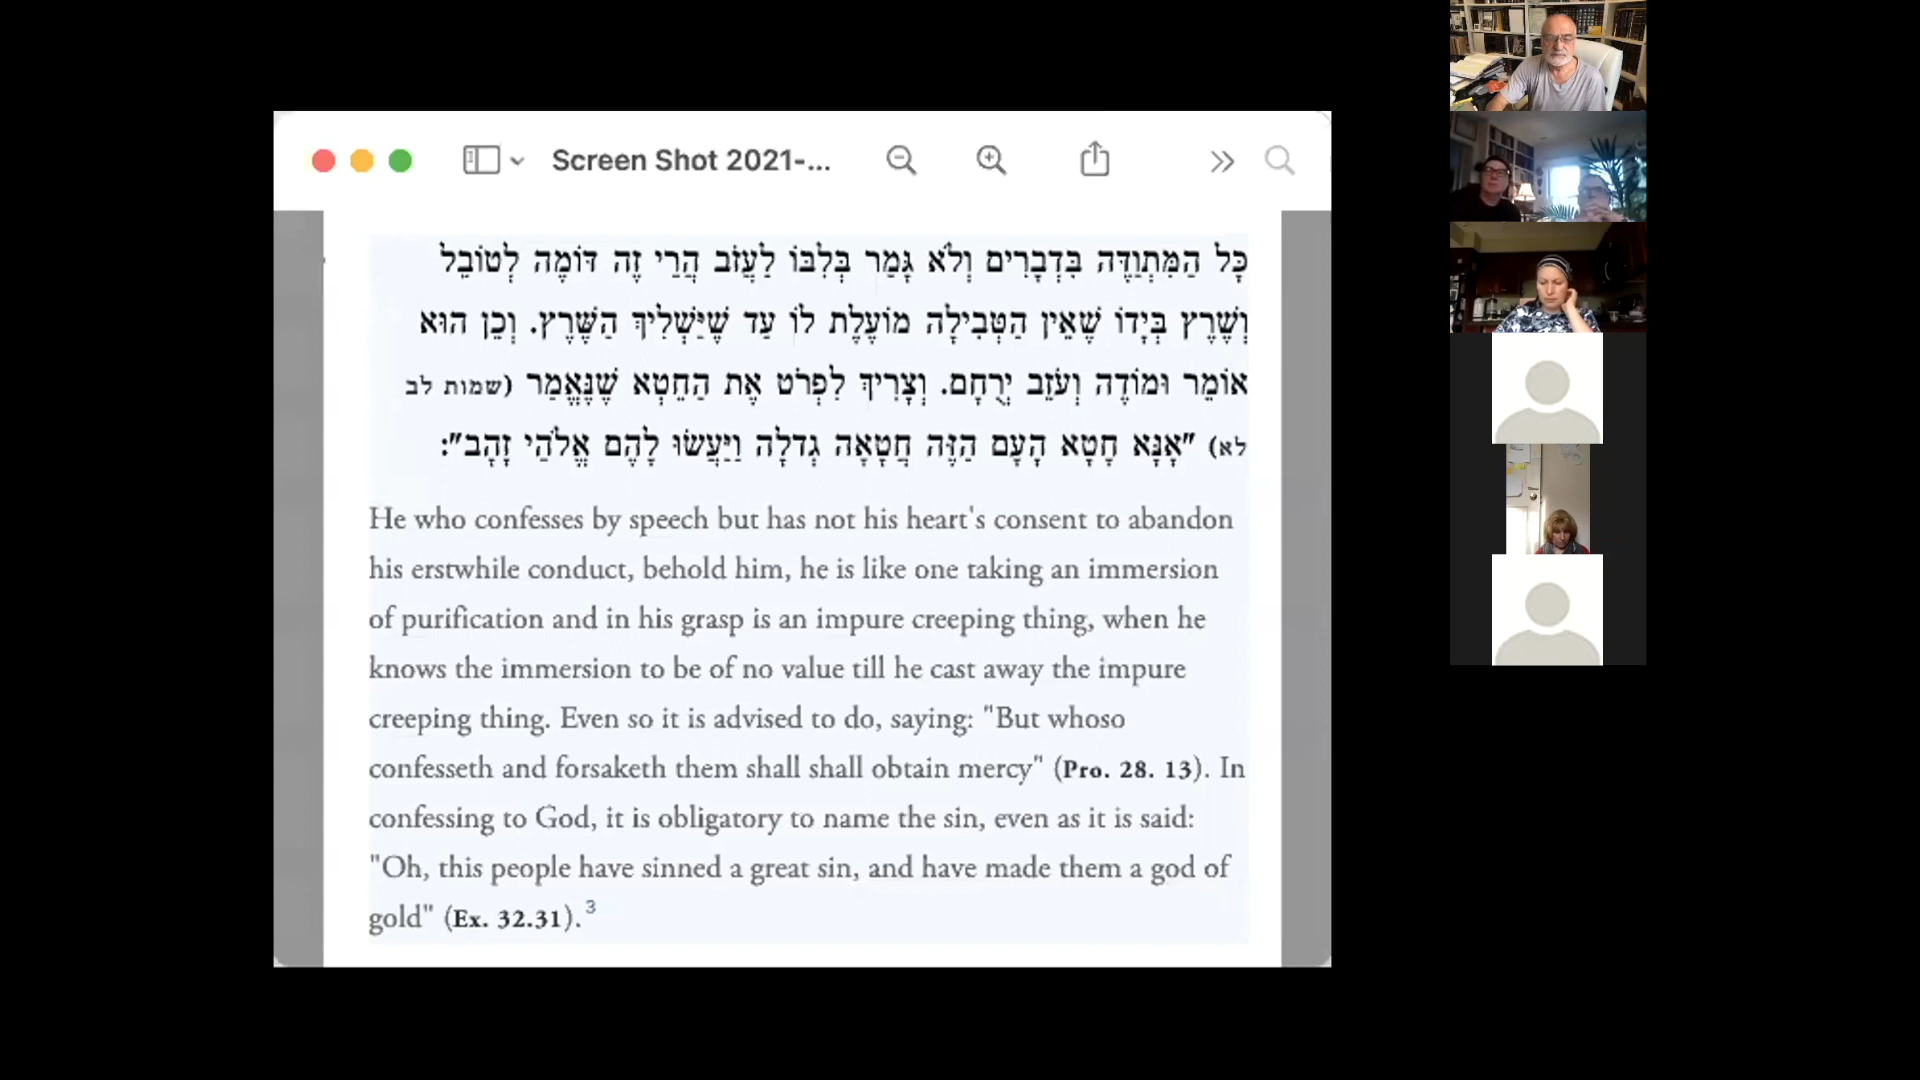 Screen Shot 2021-...
כָּל הַמִּתְוַדֶּה בִּדְבָרִים וְלֹא גָּמַר בְּלִבּוֹ לַעֲזֹב הֲרֵי זֶה דּוֹמֶה לְטוֹבֵל
וְשֶׁרֶץ בְּיָדוֹ שֶׁאֵין הַטְּבִילָה מוֹעֶלֶת לוֹ עַד שֶׁיַּשְׁלִיךְ הַשֶּׁרֶץ. וְכֵן הוּא
אוֹמֵר וּמוֹדֶה וְעֹזֵב יְרֻחָם. וְצָרִיךְ לִפְרֹט אֶת הַחֵטְא שֶׁנֶּאֱמַר (שמות לב
לא) "אָנָּא חָטָא הָעָם הַזֶּה חֲטָאָה גְדֹלָה וַיַּעֲשׂוּ לָהֶם אֱלֹהֵי זָהָב":
He who confesses by speech but has not his heart's consent to abandon
his erstwhile conduct, behold him, he is like one taking an immersion
of purification and in his grasp is an impure creeping thing, when he
knows the immersion to be of no value till he cast away the impure
creeping thing. Even so it is advised to do, saying: "But whoso
confesseth and forsaketh them shall shall obtain mercy" (Pro. 28. 13). In
confessing to God, it is obligatory to name the sin, even as it is said:
"Oh, this people have sinned a great sin, and have made them a god of
gold" (Ex. 32.31).3